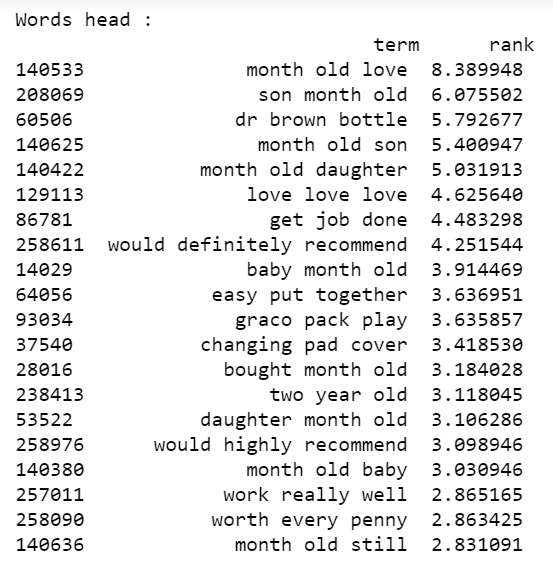 Words head :
term rank
140533 month old love 8.389948
208069 son month old 6.075502
60506 dr brown bottle 5.792677
140625 month old son 5.400947
140422 month old daughter 5.031913
129113 love love love 4.625640
86781 get job done 4.483298
258611 would definitely recommend 4.251544
14029 baby month old 3.914469
64056 easy put together 3.636951
93034 graco pack play 3.635857
37540 changing pad cover 3.418530
28016 bought month old 3.184028
238413 two year old 3.118045
53522 daughter month old 3.106286
258976 would highly recommend 3.098946
140380 month old baby 3.030946
257011 work really well 2.865165
258090 worth every penny 2.863425
140636 month old still 2.831091